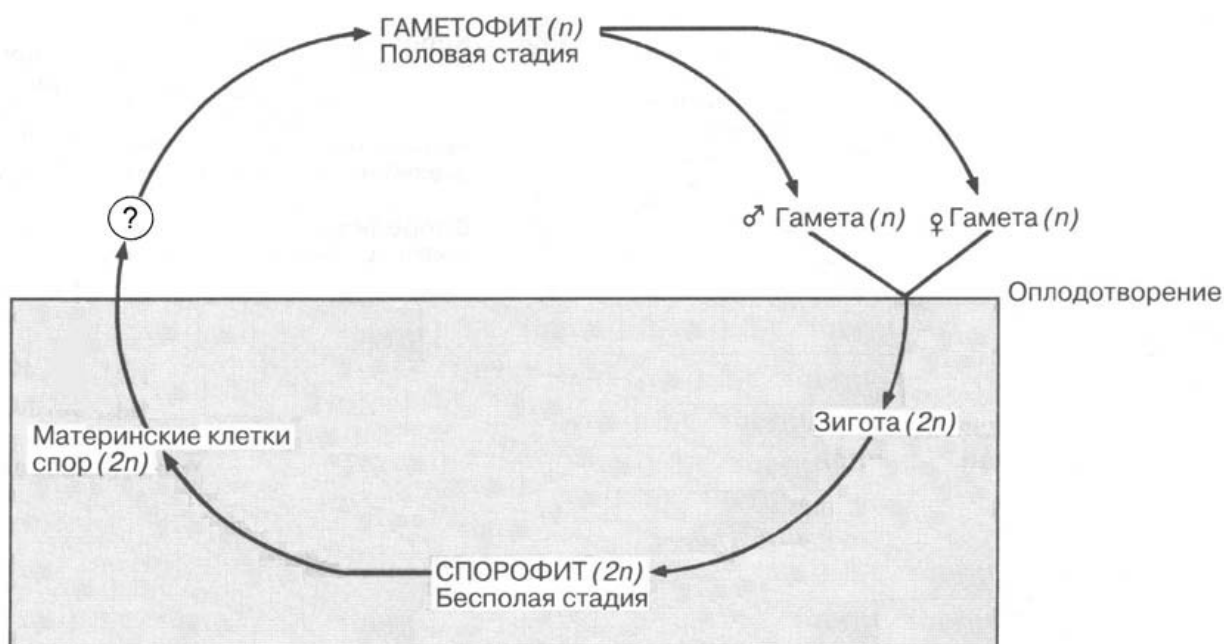 ГАМЕТОФИТ (n)
Половая стадия
?
♂ Гамета (n)
♀ Гамета (n)
Оплодотворение
Зигота (2n)
Материнские клетки
спор (2n)
СПОРОФИТ (2n)
Бесполая стадия